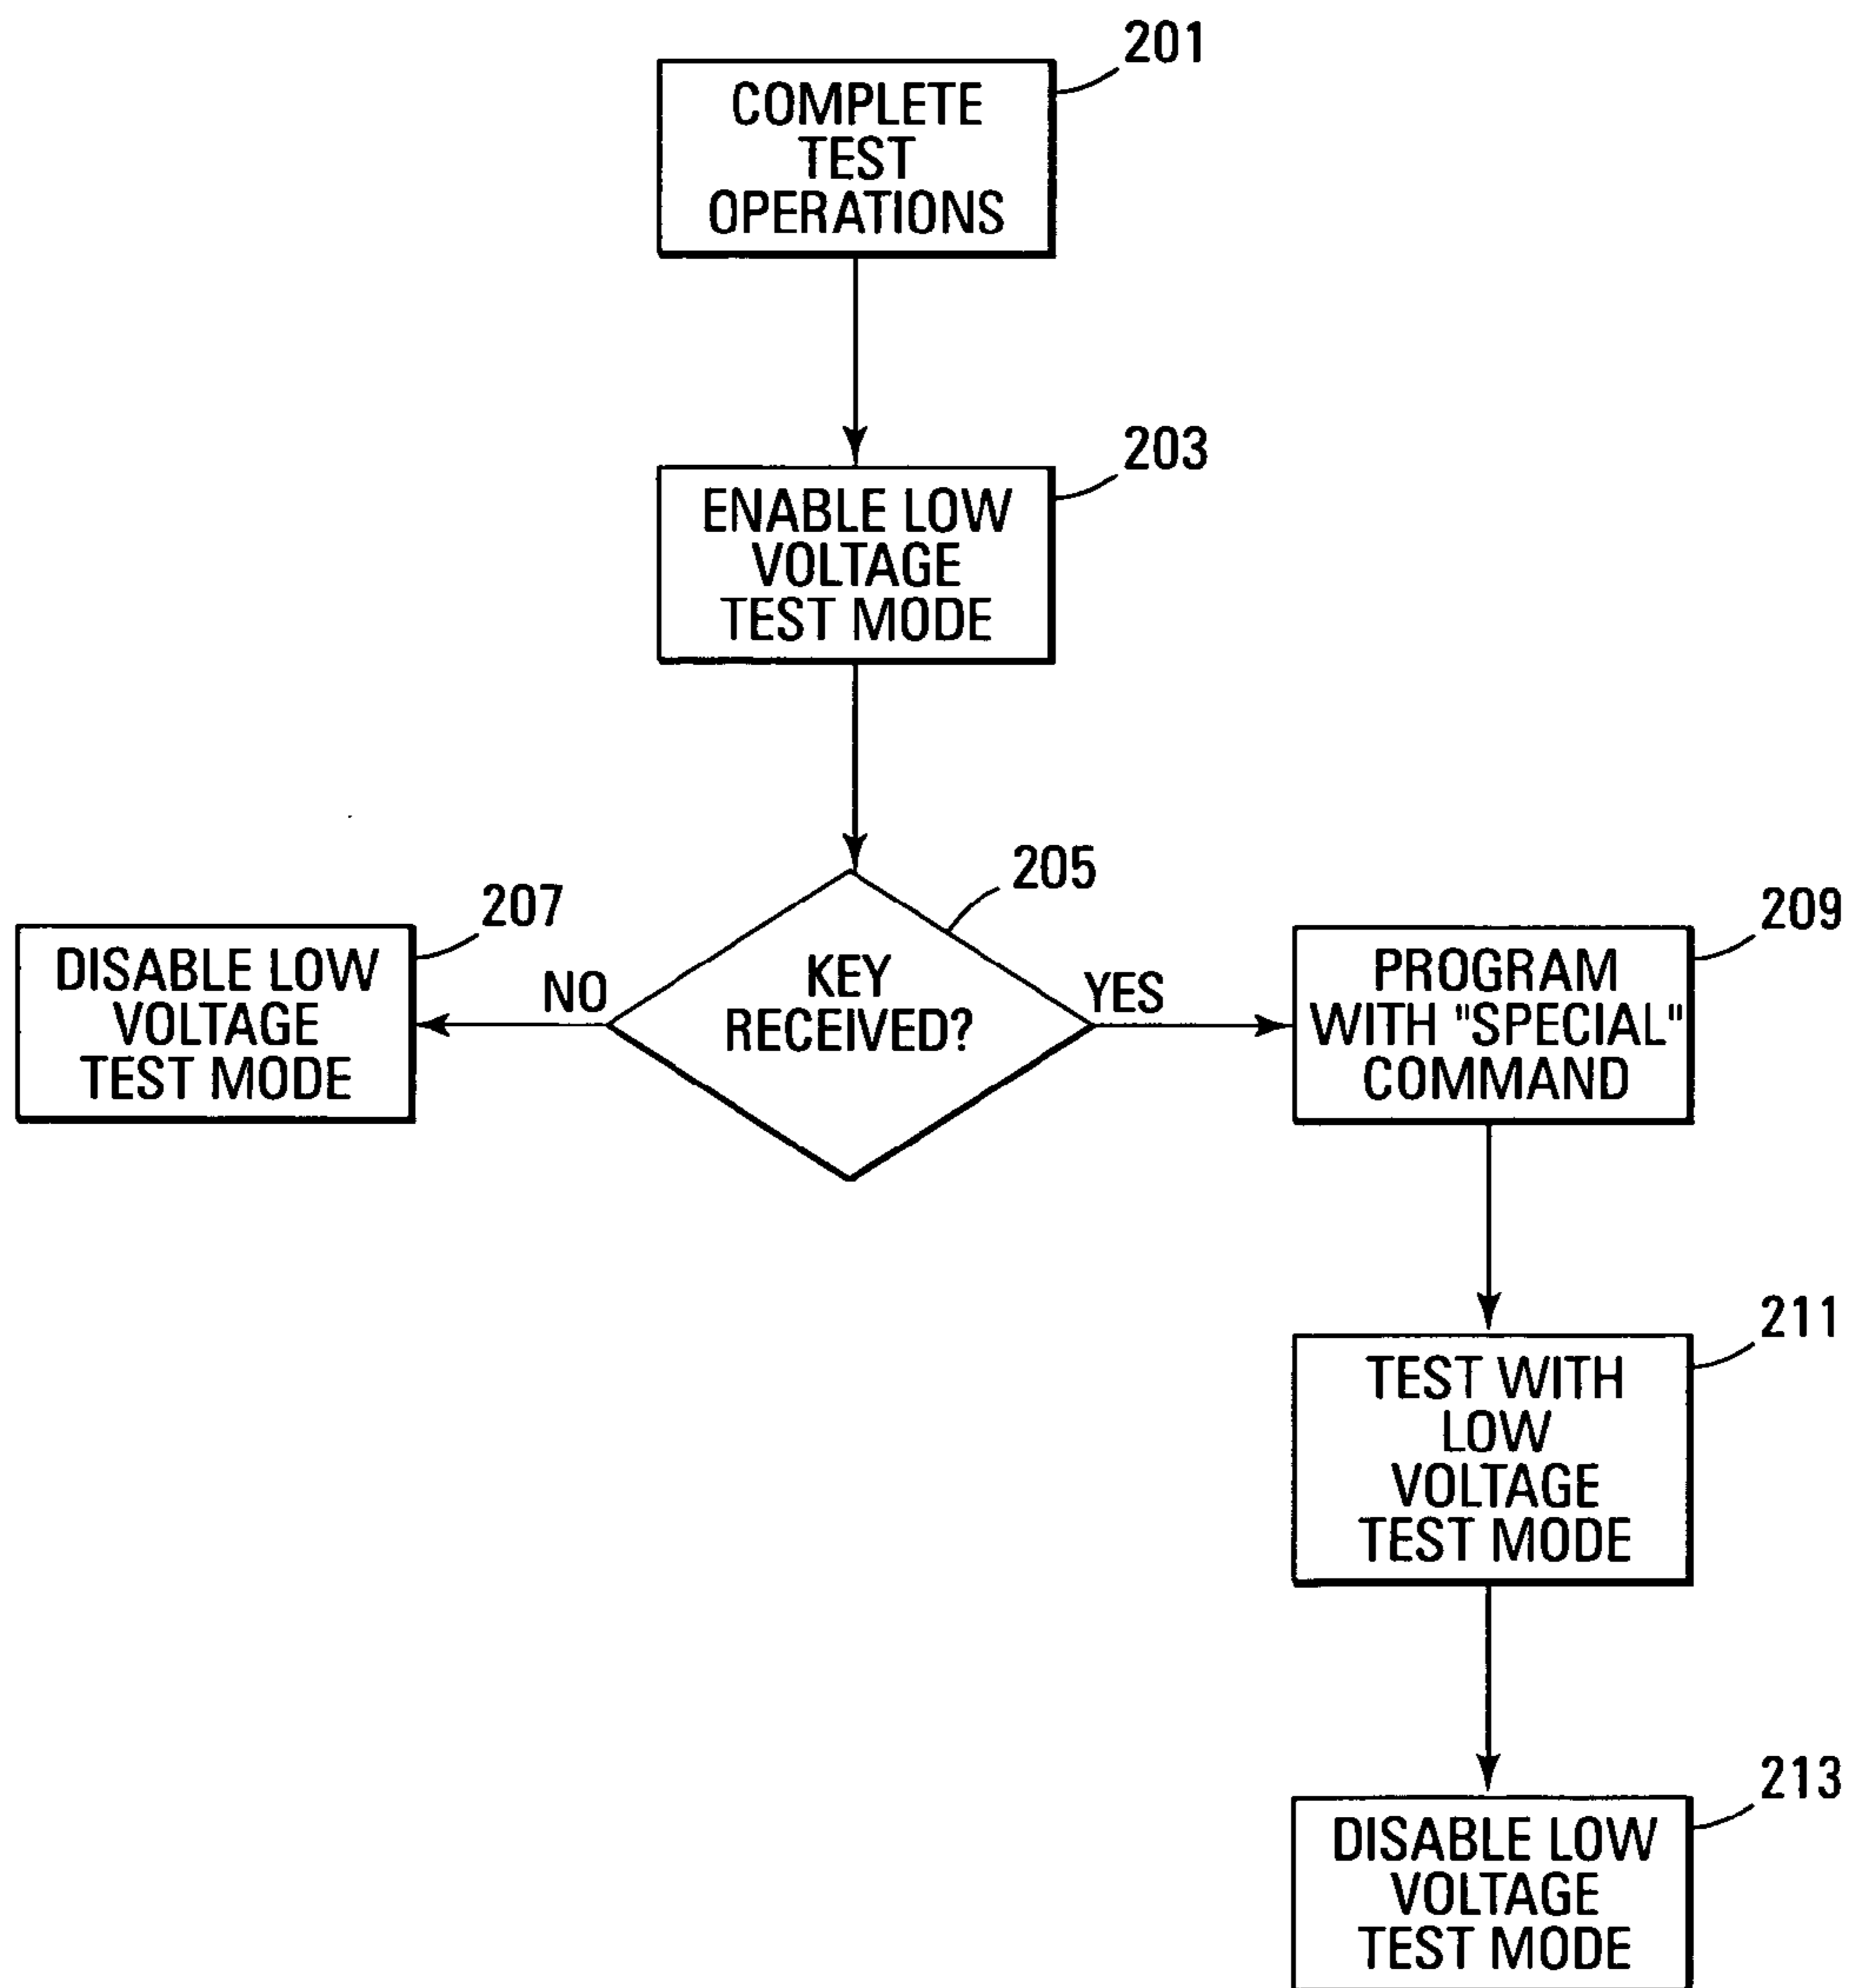 201
COMPLETE
TEST
OPERATIONS
203
ENABLE LOW
VOLTAGE
TEST MODE
205
KEY
RECEIVED?
NO
YES
207
DISABLE LOW
VOLTAGE
TEST MODE
209
PROGRAM
WITH "SPECIAL"
COMMAND
211
TEST WITH
LOW
VOLTAGE
TEST MODE
213
DISABLE LOW
VOLTAGE
TEST MODE